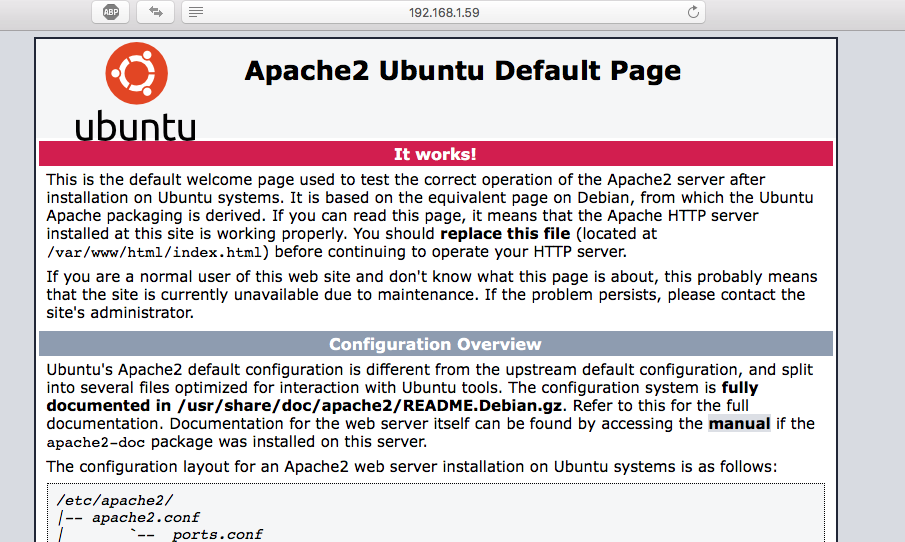 ABP
192.168.1.59
Apache2 Ubuntu Default Page
ubuntu
It works!
This is the default welcome page used to test the correct operation of the Apache2 server after
installation on Ubuntu systems. It is based on the equivalent page on Debian, from which the Ubuntu
Apache packaging is derived. If you can read this page, it means that the Apache HTTP server
installed at this site is working properly. You should replace this file (located at
/var/www/html/index.html) before continuing to operate your HTTP server.
If you are a normal user of this web site and don't know what this page is about, this probably means
that the site is currently unavailable due to maintenance. If the problem persists, please contact the
site's administrator.
Configuration Overview
Ubuntu's Apache2 default configuration is different from the upstream default configuration, and split
into several files optimized for interaction with Ubuntu tools. The configuration system is fully
documented in /usr/share/doc/apache2/README.Debian.gz. Refer to this for the full
documentation. Documentation for the web server itself can be found by accessing the manual if the
apache2-doc package was installed on this server.
The configuration layout for an Apache2 web server installation on Ubuntu systems is as follows:
/etc/apache2/
|-- apache2.conf
|       `--  ports.conf